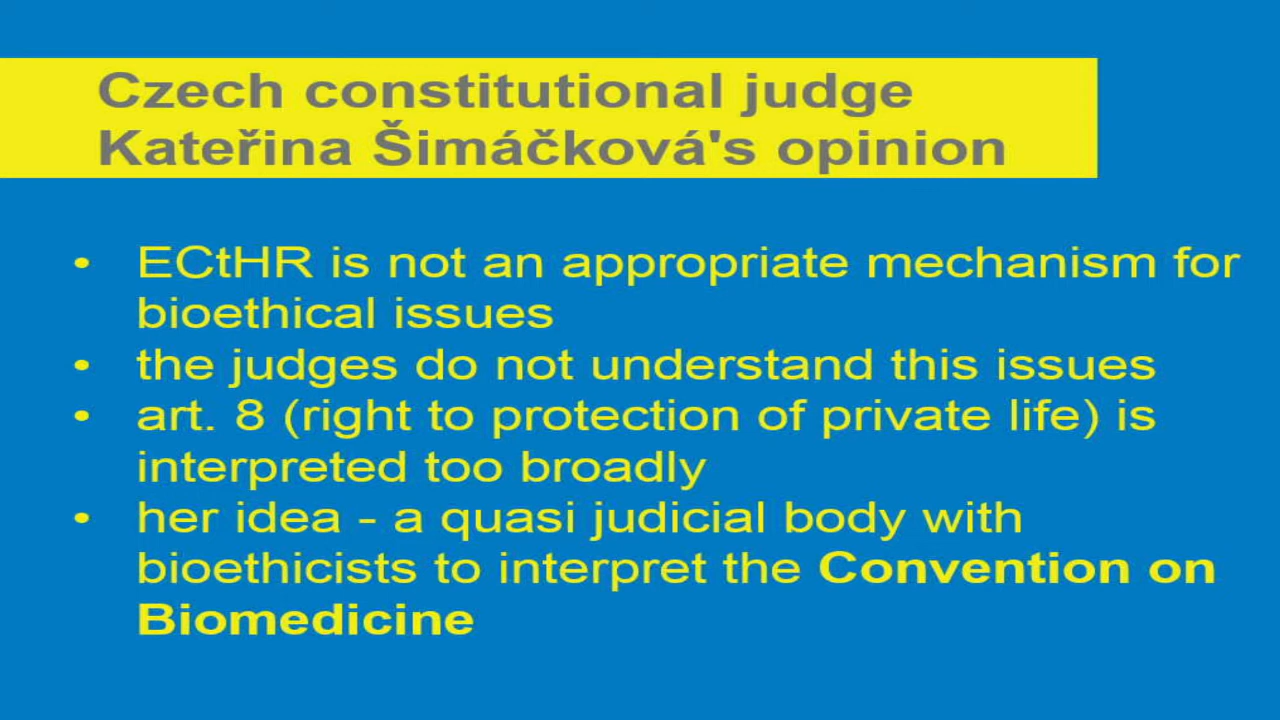 Czech constitutional judge
Kateřina Šimáčková's opinion
• ECtHR is not an appropriate mechanism for
bioethical issues
• the judges do not understand this issues
• art. 8 (right to protection of private life) is
interpreted too broadly
• her idea - a quasi judicial body with
bioethicists to interpret the Convention on
Biomedicine